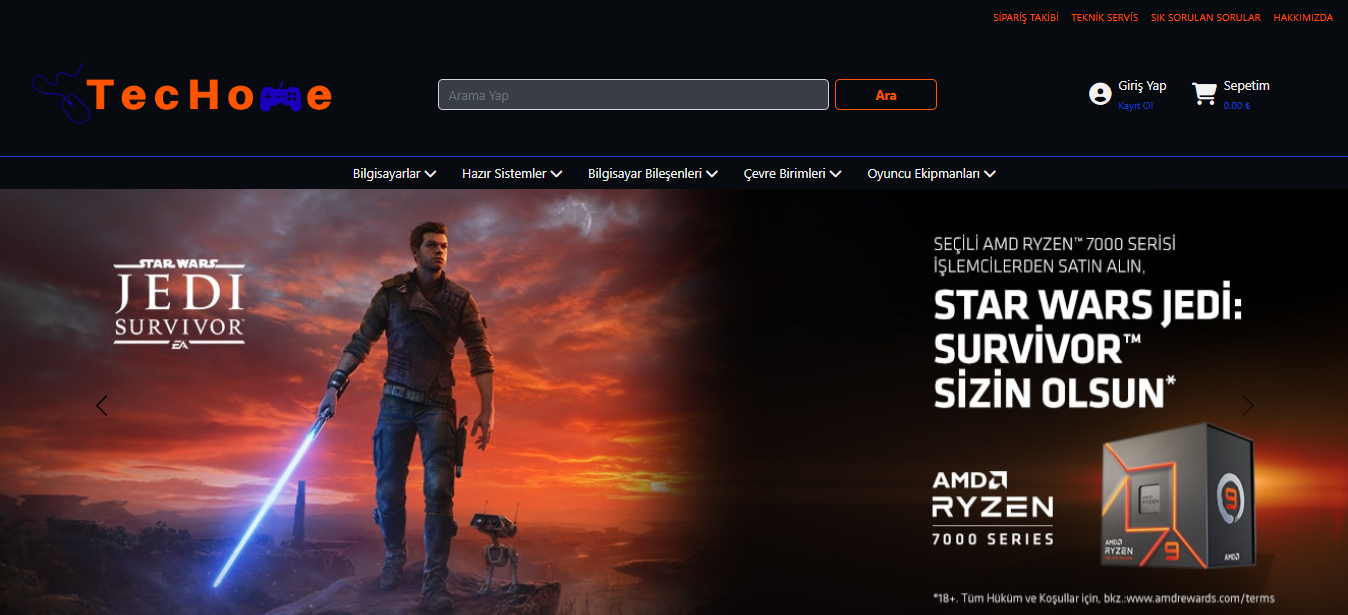 SİPARİŞ TAKİBİ TEKNİK SERVİS SIK SORULAN SORULAR HAKKIMIZDA
TecHome
Arama Yap
Ara
Giriş Yap
Kayıt Ol
Sepetim
0.00 ₺
Bilgisayarlar Hazır Sistemler Bilgisayar Bileşenleri Çevre Birimleri Oyuncu Ekipmanları
STAR WARS
JEDI
SURVIVOR
EA
SEÇİLİ AMD RYZEN™ 7000 SERİSİ
İŞLEMCİLERDEN SATIN ALIN,
STAR WARS JEDİ:
SURVİVOR™
SİZİN OLSUN*
AMD
RYZEN
7000 SERIES
AMD
RYZEN
9
AMD
9
AMD
*18+. Tüm Hüküm ve Koşullar için, bkz.:www.amdrewards.com/terms